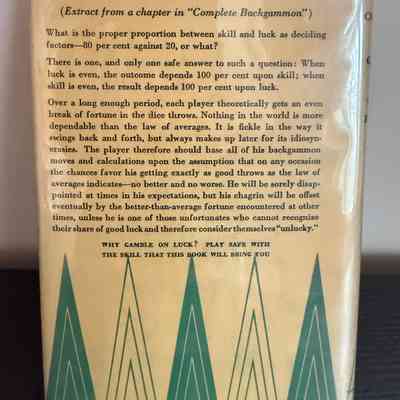 (Extract from a chapter in "Complete Backgammon")
What is the proper proportion between skill and luck as deciding
factors—80 per cent against 20, or what?
There is one, and only one safe answer to such a question: When
luck is even, the outcome depends 100 per cent upon skill; when
skill is even, the result depends 100 per cent upon luck.
Over a long enough period, each player theoretically gets an even
break of fortune in the dice throws. Nothing in the world is more
dependable than the law of averages. It is fickle in the way it
swings back and forth, but always makes up later for its idiosyn-
crasies. The player therefore should base all of his backgammon
moves and calculations upon the assumption that on any occasion
the chances favor his getting exactly as good throws as the law of
averages indicates—no better and no worse. He will be sorely disap-
pointed at times in his expectations, but his chagrin will be offset
eventually by the better-than-average fortune encountered at other
times, unless he is one of those unfortunates who cannot recognize
their share of good luck and therefore consider themselves "unlucky."
WHY GAMBLE ON LUCK? PLAY SAFE WITH
THE SKILL THAT THIS BOOK WILL BRING YOU